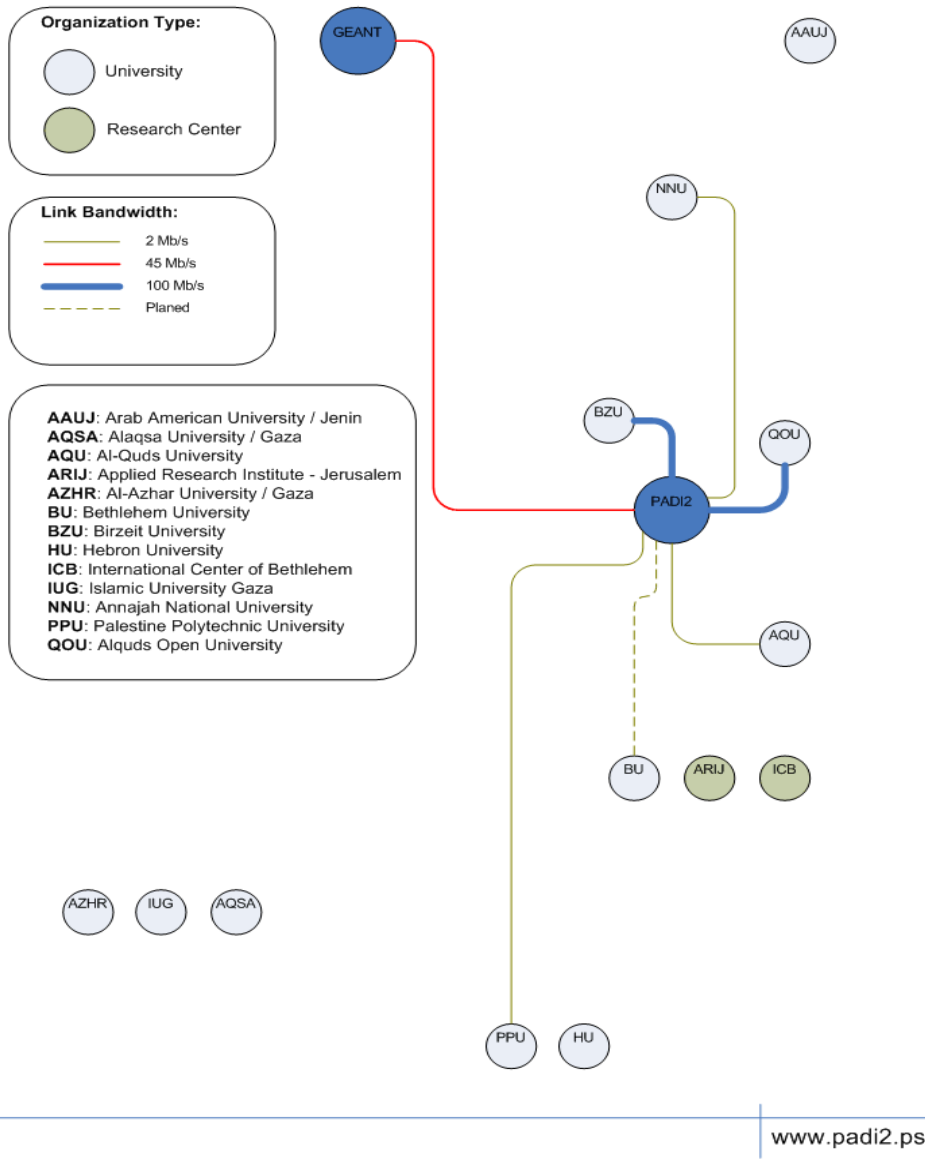 Organization Type:
University
Research Center
Link Bandwidth:
2 Mb/s
45 Mb/s
100 Mb/s
Planed
AAUJ: Arab American University / Jenin
AQSA: Alaqsa University / Gaza
AQU: Al-Quds University
ARIJ: Applied Research Institute - Jerusalem
AZHR: Al-Azhar University / Gaza
BU: Bethlehem University
BZU: Birzeit University
HU: Hebron University
ICB: International Center of Bethlehem
IUG: Islamic University Gaza
NNU: Annajah National University
PPU: Palestine Polytechnic University
QOU: Alquds Open University
GEANT
AAUJ
NNU
BZU
QOU
PADI2
AQU
BU
ARIJ
ICB
AZHR
IUG
AQSA
PPU
HU
www.padi2.ps